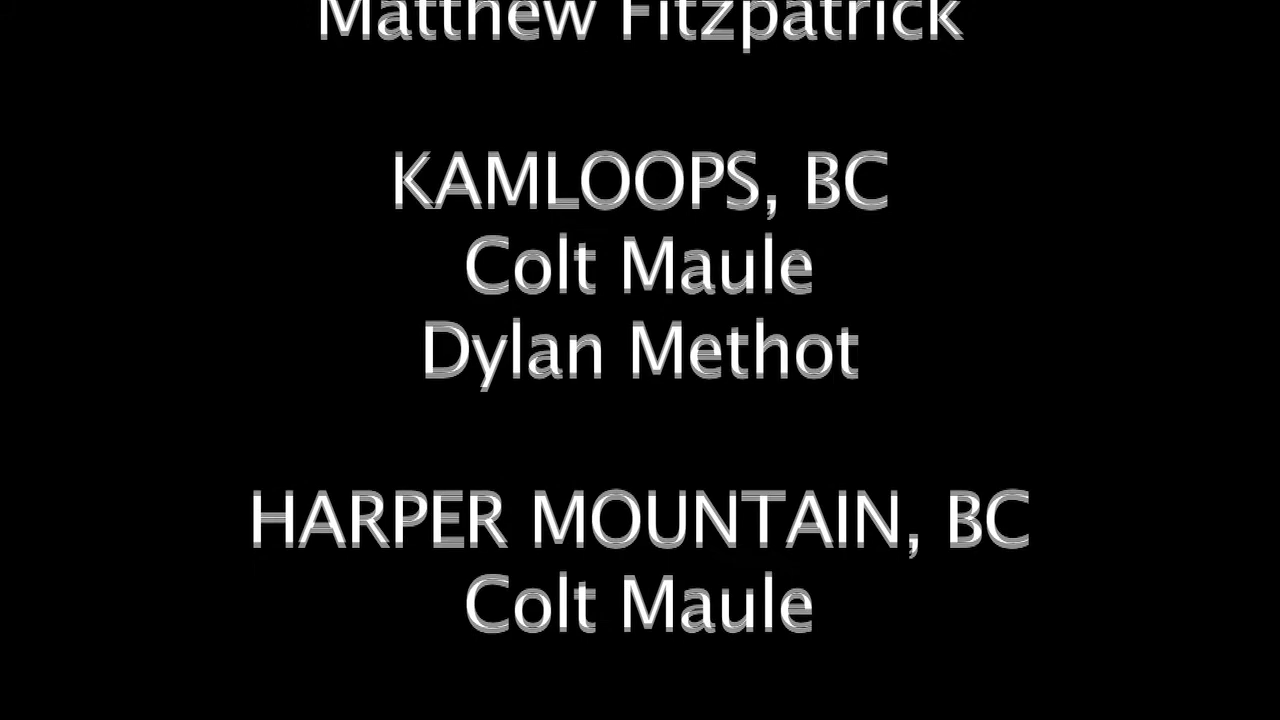 Matthew Fitzpatrick
KAMLOOPS, BC
Colt Maule
Dylan Methot
HARPER MOUNTAIN, BC
Colt Maule